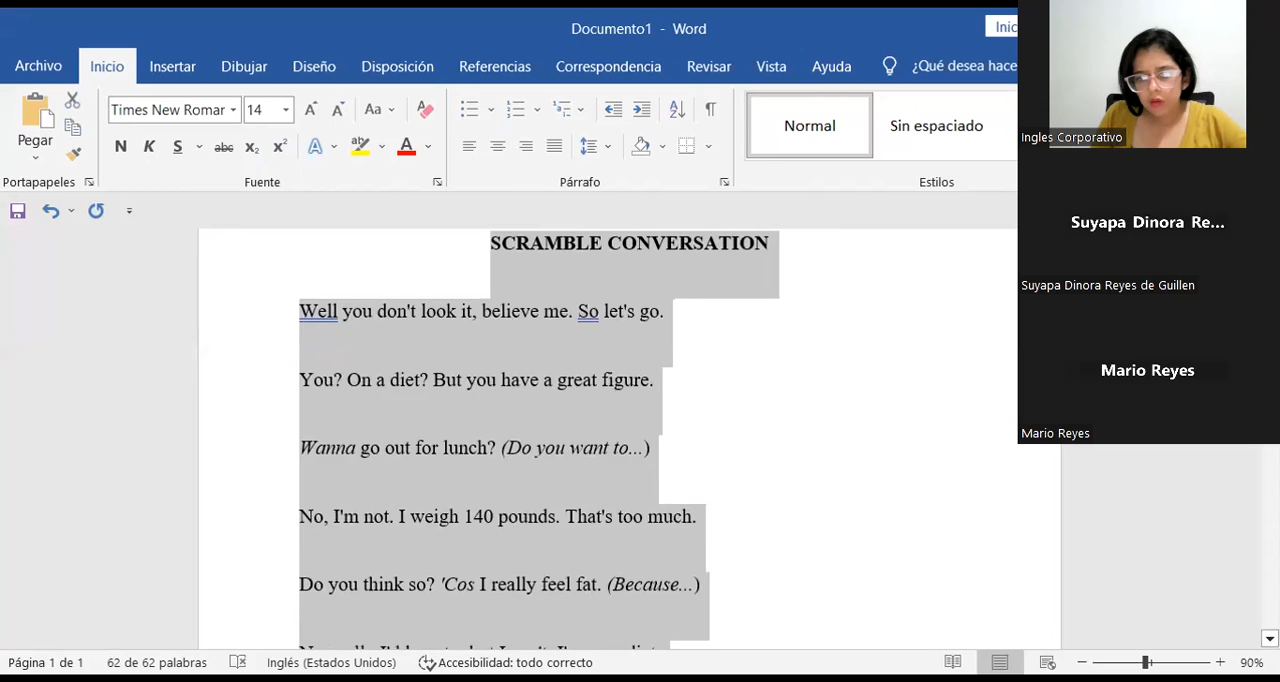 Documento1 - Word
Inic
Archivo Inicio Insertar Dibujar Diseño Disposición Referencias Correspondencia Revisar Vista Ayuda ¿Qué desea hace
Pegar
Times New Romar 14 Aa
N K S abc x₂ x² A ab A
Normal
Sin espaciado
Portapapeles Fuente Párrafo Estilos
Ingles Corporativo
Suyapa Dinora Re...
Suyapa Dinora Reyes de Guillen
Mario Reyes
Mario Reyes
SCRAMBLE CONVERSATION
Well you don't look it, believe me. So let's go.
You? On a diet? But you have a great figure.
Wanna go out for lunch? (Do you want to...)
No, I'm not. I weigh 140 pounds. That's too much.
Do you think so? 'Cos I really feel fat. (Because...)
Página 1 de 1 62 de 62 palabras Inglés (Estados Unidos) Accesibilidad: todo correcto 90%